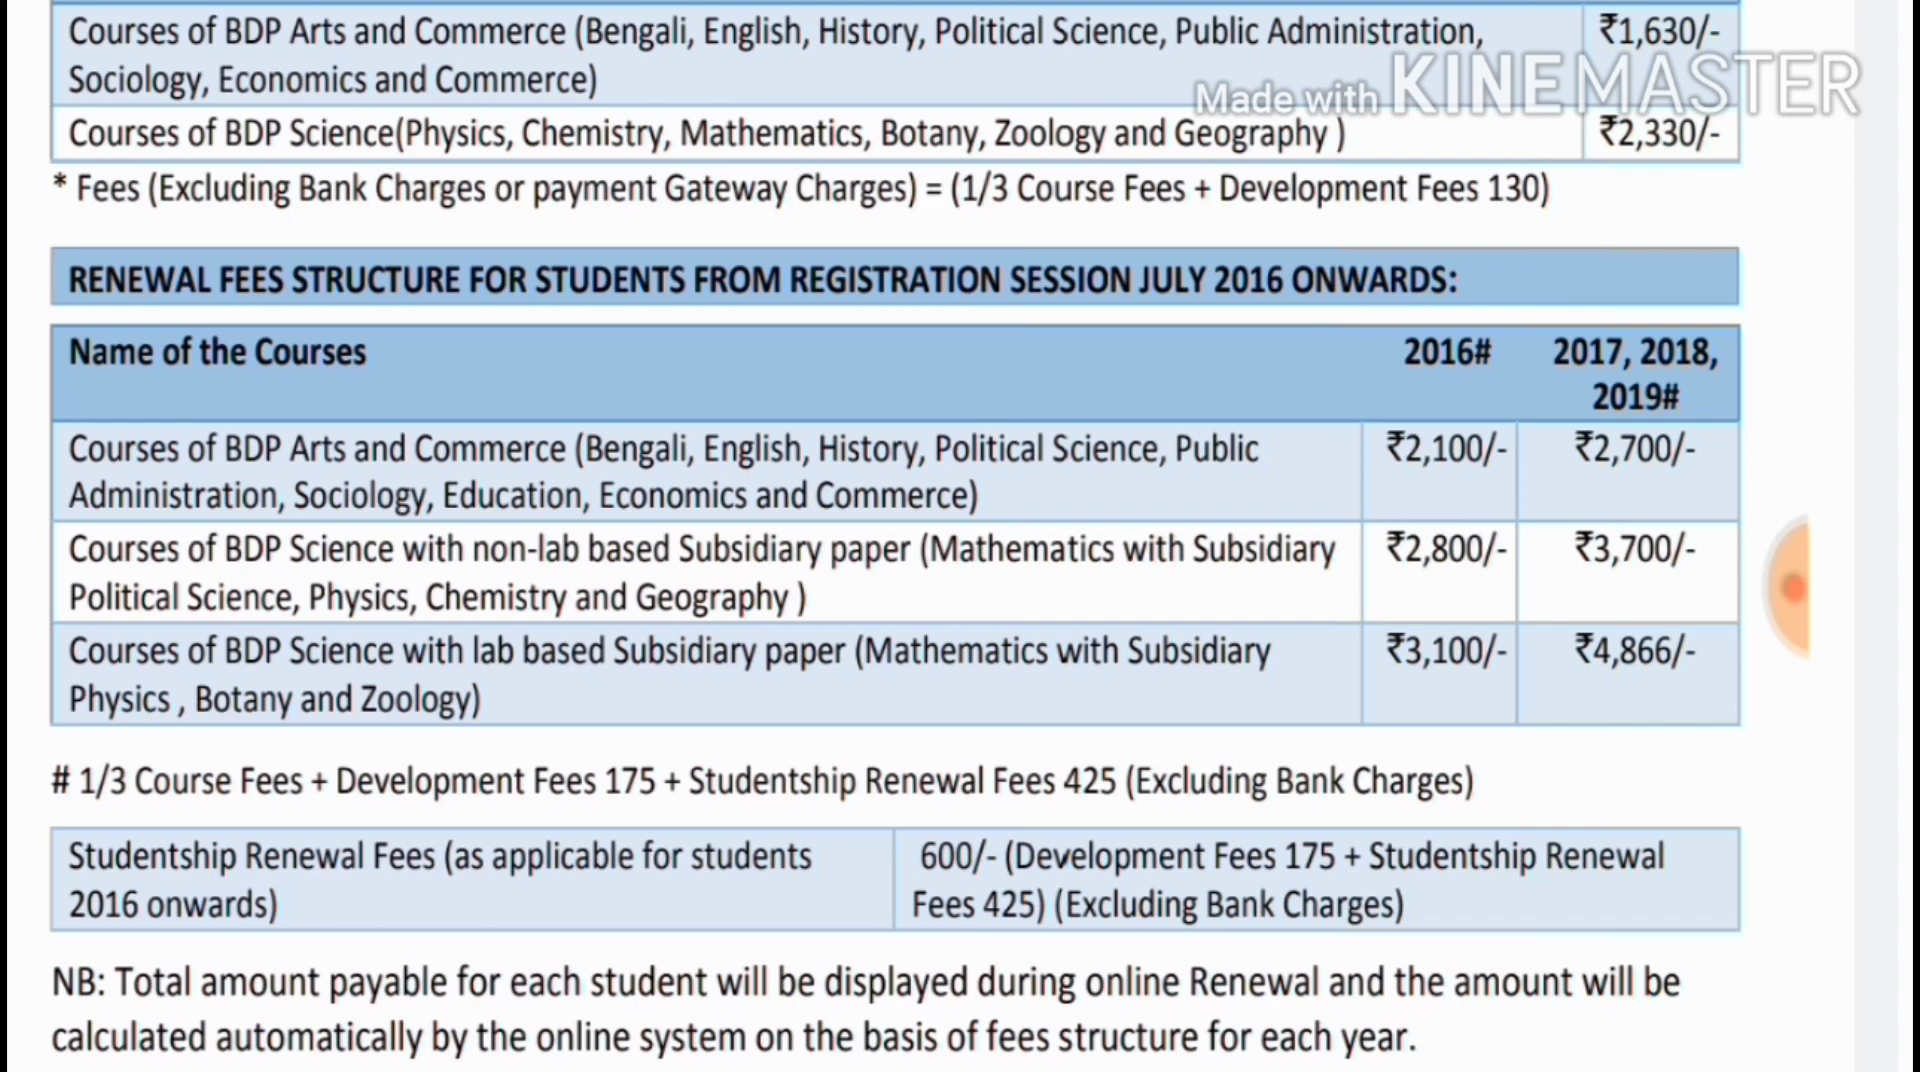 Courses of BDP Arts and Commerce (Bengali, English, History, Political Science, Public Administration, ₹1,630/-
Sociology, Economics and Commerce)
Made with KINEMASTER
Courses of BDP Science(Physics, Chemistry, Mathematics, Botany, Zoology and Geography ) ₹2,330/-
* Fees (Excluding Bank Charges or payment Gateway Charges) = (1/3 Course Fees + Development Fees 130)
RENEWAL FEES STRUCTURE FOR STUDENTS FROM REGISTRATION SESSION JULY 2016 ONWARDS:
Name of the Courses 2016# 2017, 2018,
2019#
Courses of BDP Arts and Commerce (Bengali, English, History, Political Science, Public ₹2,100/- ₹2,700/-
Administration, Sociology, Education, Economics and Commerce)
Courses of BDP Science with non-lab based Subsidiary paper (Mathematics with Subsidiary ₹2,800/- ₹3,700/-
Political Science, Physics, Chemistry and Geography )
Courses of BDP Science with lab based Subsidiary paper (Mathematics with Subsidiary ₹3,100/- ₹4,866/-
Physics , Botany and Zoology)
# 1/3 Course Fees + Development Fees 175 + Studentship Renewal Fees 425 (Excluding Bank Charges)
Studentship Renewal Fees (as applicable for students 600/- (Development Fees 175 + Studentship Renewal
2016 onwards) Fees 425) (Excluding Bank Charges)
NB: Total amount payable for each student will be displayed during online Renewal and the amount will be
calculated automatically by the online system on the basis of fees structure for each year.